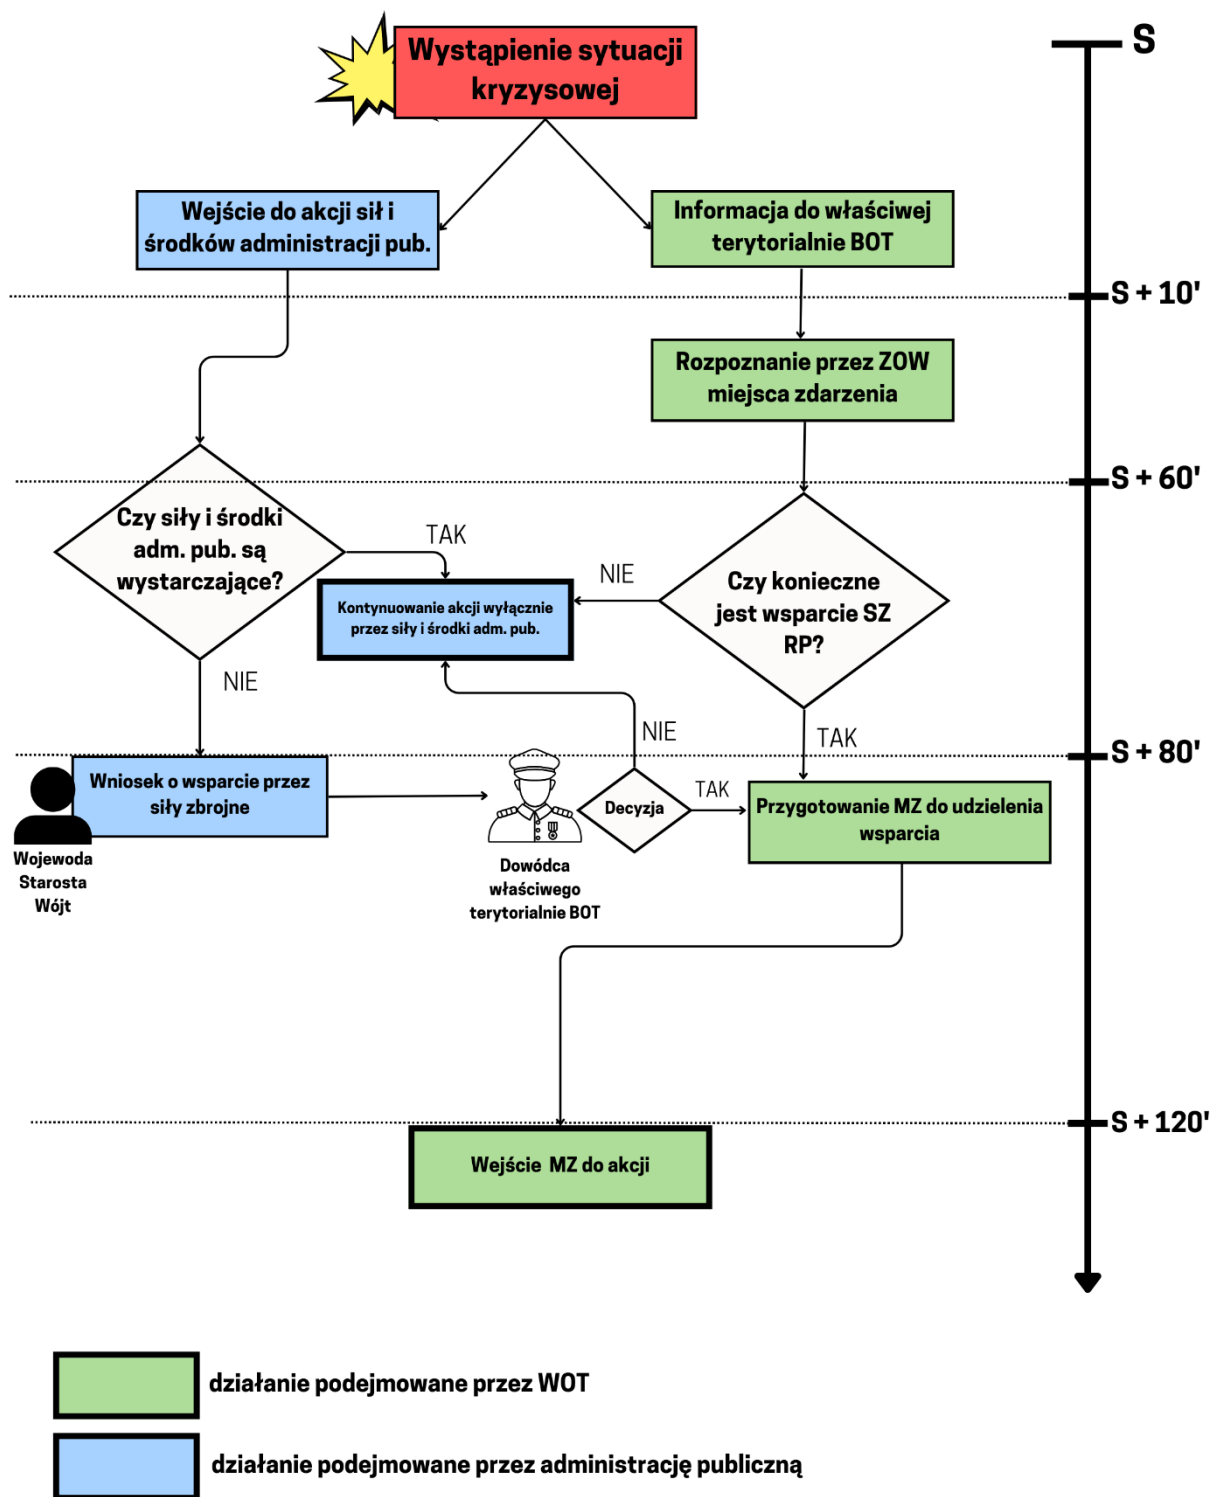 Wystąpienie sytuacji
kryzysowej
S
Wejście do akcji sił i
środków administracji pub.
Informacja do właściwej
terytorialnie BOT
S + 10'
Rozpoznanie przez ZOW
miejsca zdarzenia
S + 60'
Czy siły i środki
adm. pub. są
wystarczające?
TAK
Kontynuowanie akcji wyłącznie
przez siły i środki adm. pub.
NIE
Czy konieczne
jest wsparcie SZ
RP?
NIE
NIE
TAK
S + 80'
Wniosek o wsparcie przez
siły zbrojne
Wojewoda
Starosta
Wójt
Dowódca
właściwego
terytorialnie BOT
Decyzja
TAK
Przygotowanie MZ do udzielenia
wsparcia
S + 120'
Wejście MZ do akcji
działanie podejmowane przez WOT
działanie podejmowane przez administrację publiczną